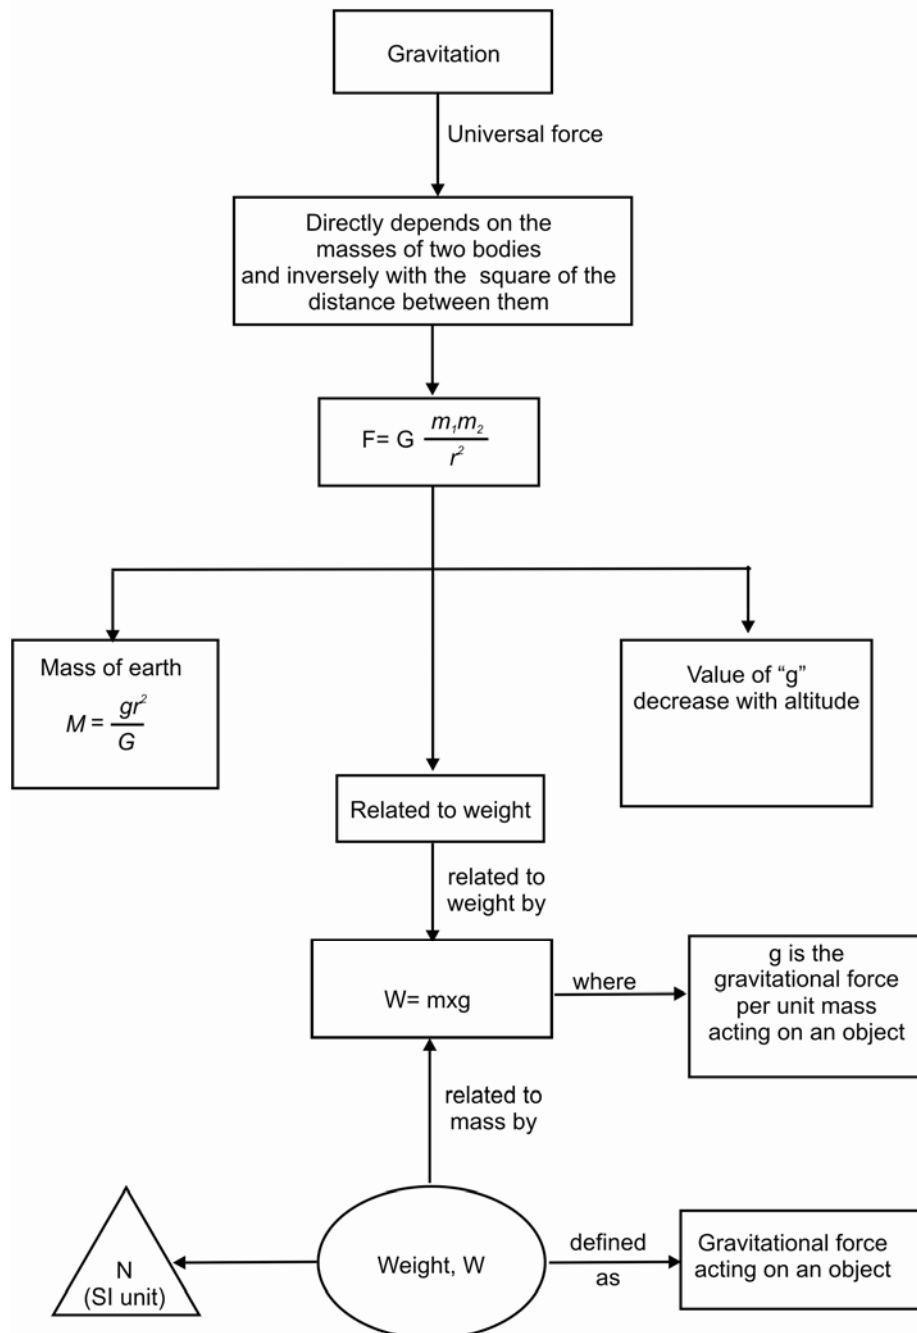 Gravitation
Universal force
Directly depends on the
masses of two bodies
and inversely with the square of the
distance between them
F= G m₁m₂ / r²
Mass of earth
M = gr² / G
Value of “g”
decrease with altitude
Related to weight
related to
weight by
W= mxg
where
g is the
gravitational force
per unit mass
acting on an object
related to
mass by
N
(SI unit)
Weight, W
defined
as
Gravitational force
acting on an object